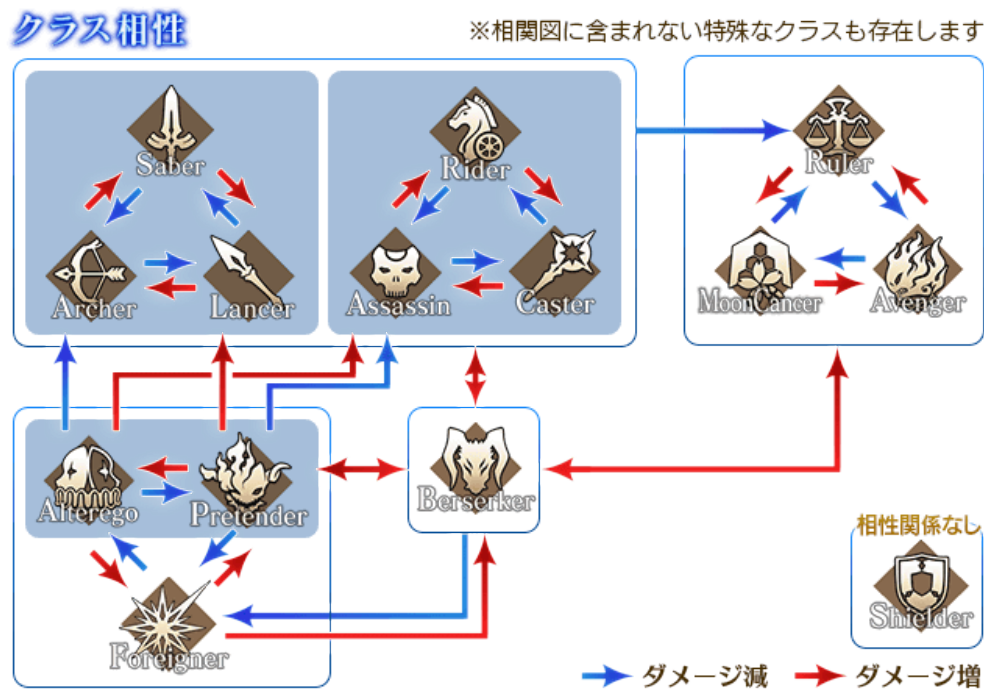 クラス相性
※相関図に含まれない特殊なクラスも存在します
Saber
Rider
Ruler
Archer
Lancer
Assassin
Caster
MoonCancer
Avenger
Alterego
Pretender
Berserker
相性関係なし
Shielder
Foreigner
ダメージ減
ダメージ増